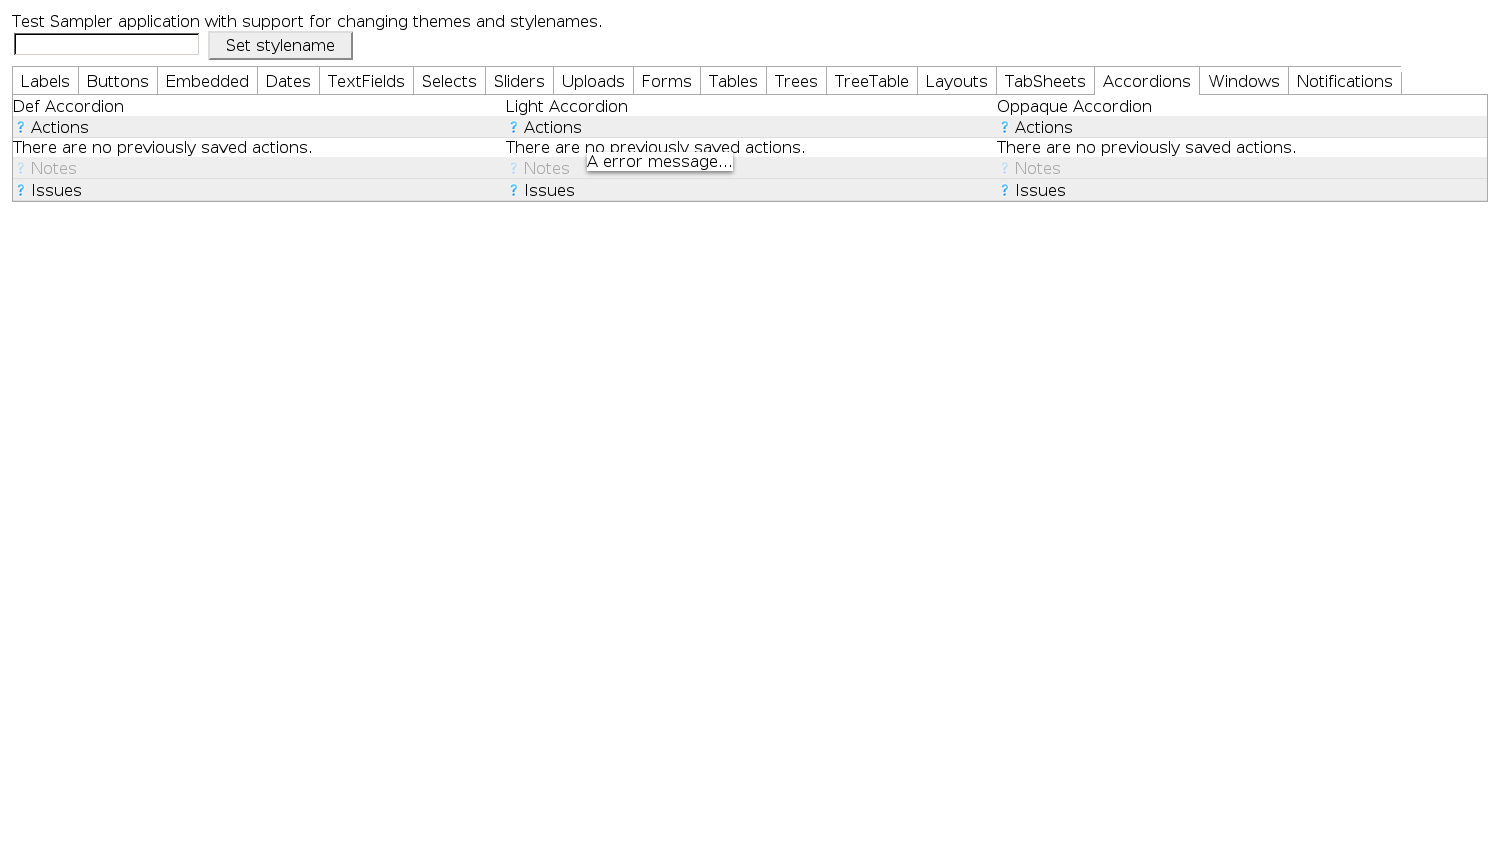 Test Sampler application with support for changing themes and stylenames.
Set stylename
Labels Buttons Embedded Dates TextFields Selects Sliders Uploads Forms Tables Trees TreeTable Layouts TabSheets Accordions Windows Notifications
Def Accordion Light Accordion Oppaque Accordion
? Actions ? Actions ? Actions
There are no previously saved actions. There are no previously saved actions. There are no previously saved actions.
A error message...
? Notes ? Notes ? Notes
? Issues ? Issues ? Issues